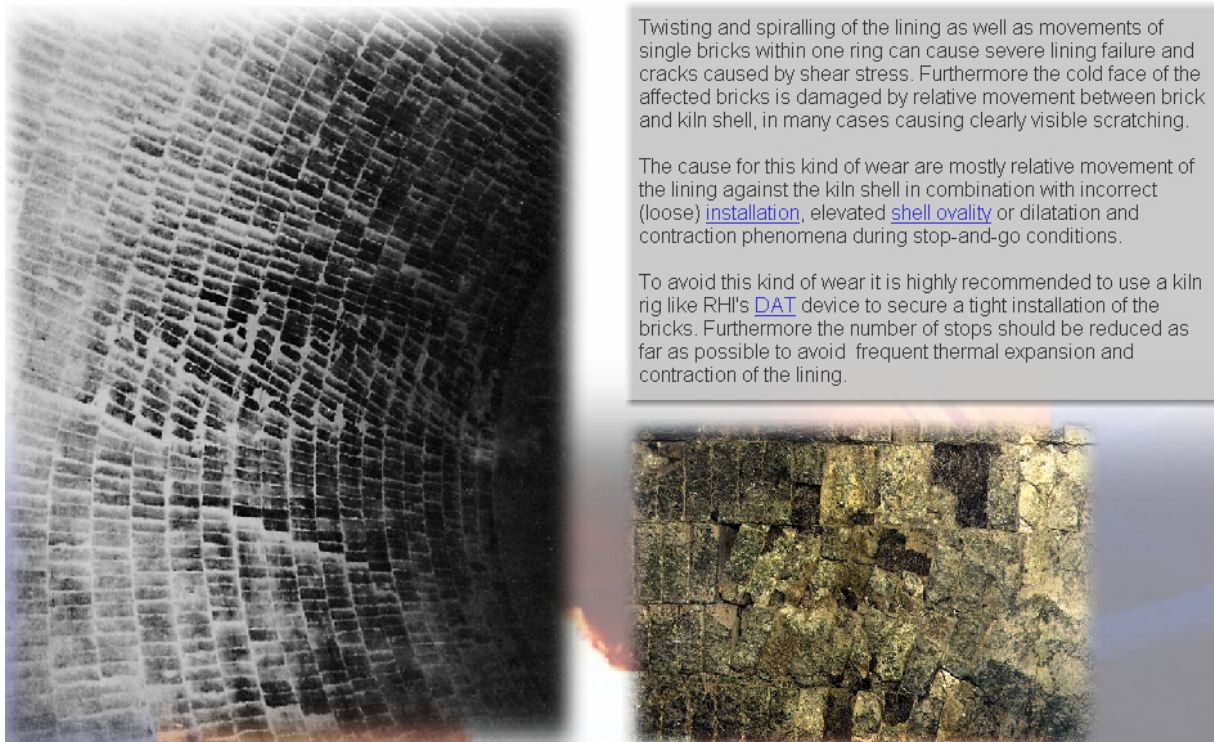 Twisting and spiralling of the lining as well as movements of
single bricks within one ring can cause severe lining failure and
cracks caused by shear stress. Furthermore the cold face of the
affected bricks is damaged by relative movement between brick
and kiln shell, in many cases causing clearly visible scratching.
The cause for this kind of wear are mostly relative movement of
the lining against the kiln shell in combination with incorrect
(loose) installation, elevated shell ovality or dilatation and
contraction phenomena during stop-and-go conditions.
To avoid this kind of wear it is highly recommended to use a kiln
rig like RHI's DAT device to secure a tight installation of the
bricks. Furthermore the number of stops should be reduced as
far as possible to avoid  frequent thermal expansion and
contraction of the lining.